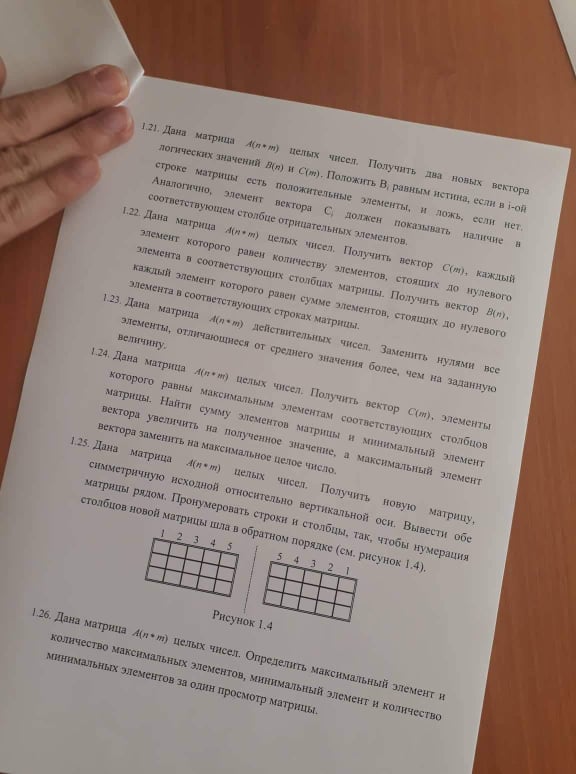 1.21. Дана матрица A(n*m) целых чисел. Получить два новых вектора
логических значений B(n) и C(m). Положить Bi равным истина, если в i-ой
строке матрицы есть положительные элементы, и ложь, если нет.
Аналогично, элемент вектора Ci должен показывать наличие в
соответствующем столбце отрицательных элементов.
1.22. Дана матрица A(n*m) целых чисел. Получить вектор C(m), каждый
элемент которого равен количеству элементов, стоящих до нулевого
элемента в соответствующих столбцах матрицы. Получить вектор B(n),
каждый элемент которого равен сумме элементов, стоящих до нулевого
элемента в соответствующих строках матрицы.
1.23. Дана матрица A(n*m) действительных чисел. Заменить нулями все
элементы, отличающиеся от среднего значения более, чем на заданную
величину.
1.24. Дана матрица A(n*m) целых чисел. Получить вектор C(m), элементы
которого равны максимальным элементам соответствующих столбцов
матрицы. Найти сумму элементов матрицы и минимальный элемент
вектора увеличить на полученное значение, а максимальный элемент
вектора заменить на максимальное целое число.
1.25. Дана матрица A(n*m) целых чисел. Получить новую матрицу,
симметричную исходной относительно вертикальной оси. Вывести обе
матрицы рядом. Пронумеровать строки и столбцы, так, чтобы нумерация
столбцов новой матрицы шла в обратном порядке (см. рисунок 1.4).
1 2 3 4 5
5 4 3 2 1
Рисунок 1.4
1.26. Дана матрица A(n*m) целых чисел. Определить максимальный элемент и
количество максимальных элементов, минимальный элемент и количество
минимальных элементов за один просмотр матрицы.